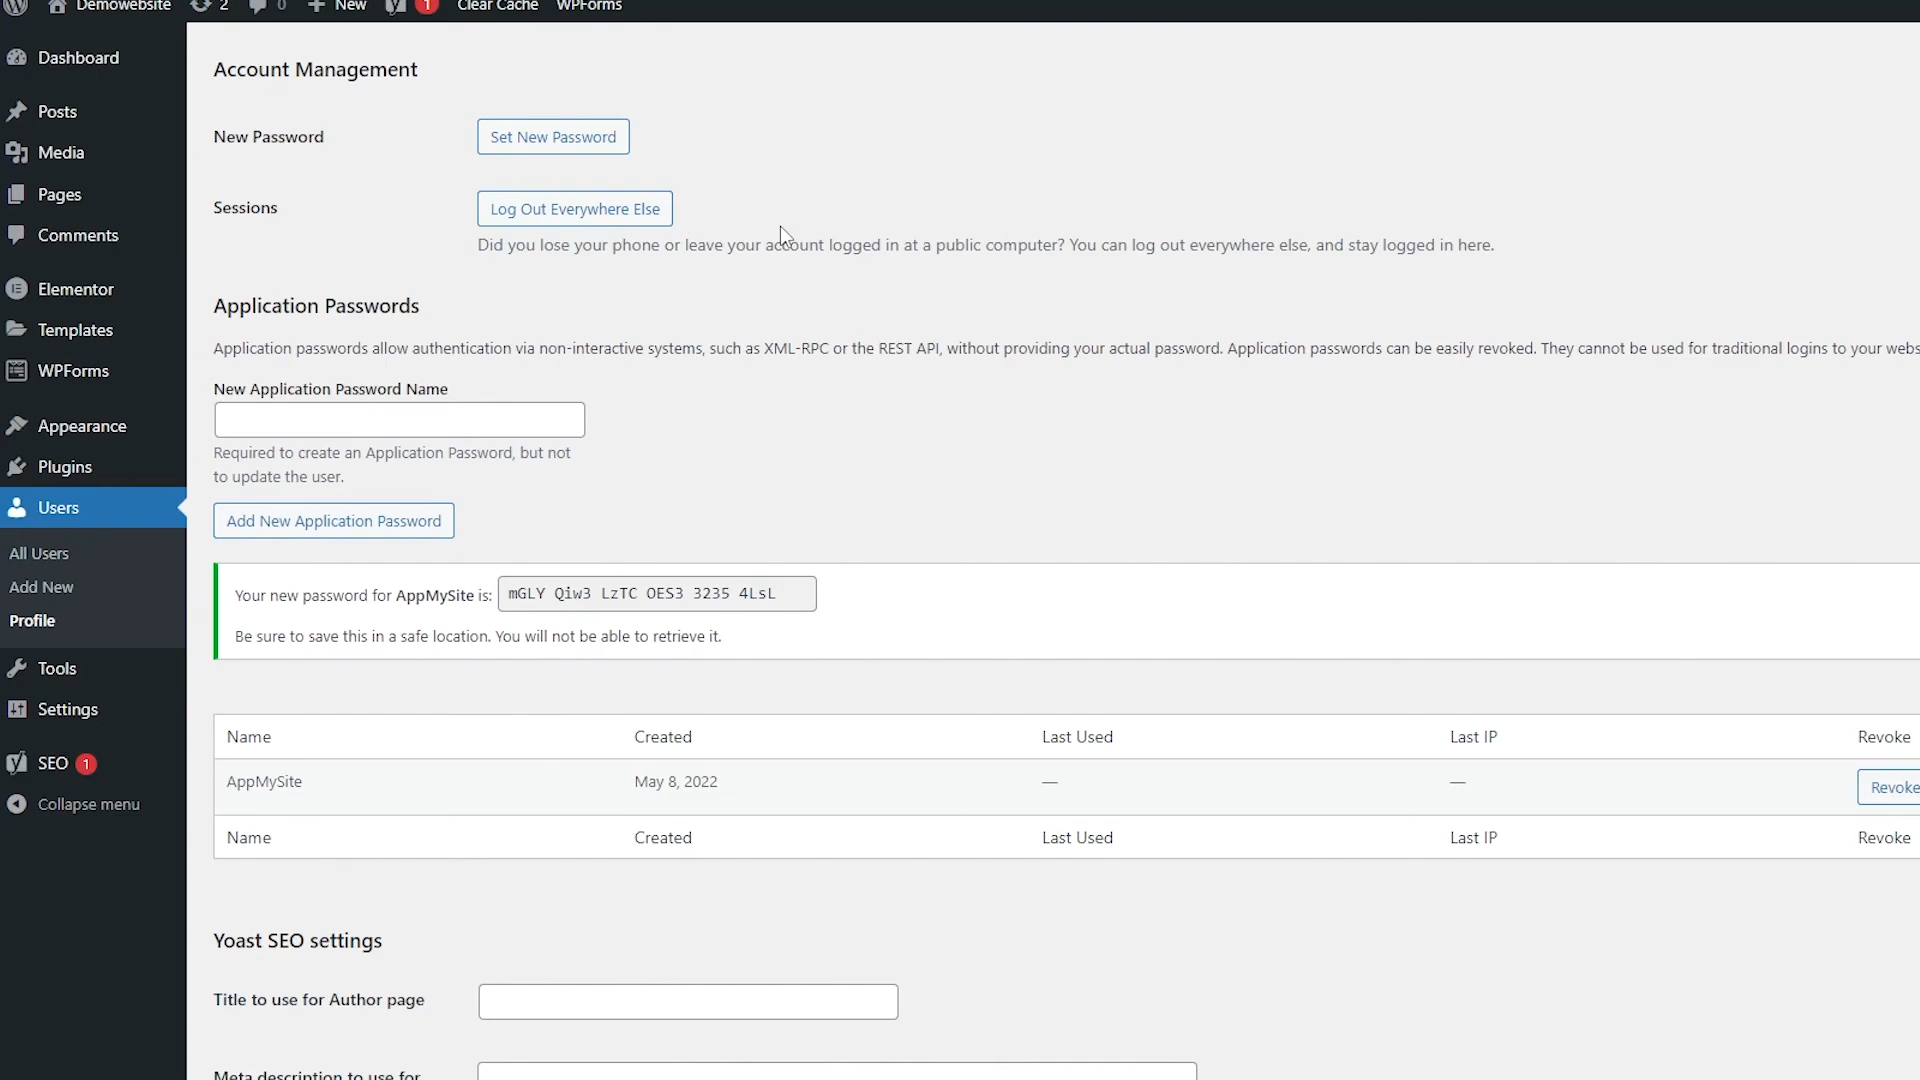 Demowebsite 2 0 New 1 Clear Cache WPForms
Dashboard
Posts
Media
Pages
Comments
Elementor
Templates
WPForms
Appearance
Plugins
Users
All Users
Add New
Profile
Tools
Settings
SEO 1
Collapse menu
Account Management
New Password Set New Password
Sessions Log Out Everywhere Else
Did you lose your phone or leave your account logged in at a public computer? You can log out everywhere else, and stay logged in here.
Application Passwords
Application passwords allow authentication via non-interactive systems, such as XML-RPC or the REST API, without providing your actual password. Application passwords can be easily revoked. They cannot be used for traditional logins to your webs
New Application Password Name
Required to create an Application Password, but not
to update the user.
Add New Application Password
Your new password for AppMySite is: mGLY Qiw3 LzTC OES3 3235 4LsL
Be sure to save this in a safe location. You will not be able to retrieve it.
Name Created Last Used Last IP Revoke
AppMySite May 8, 2022 — — Revoke
Name Created Last Used Last IP Revoke
Yoast SEO settings
Title to use for Author page
Meta description to use for